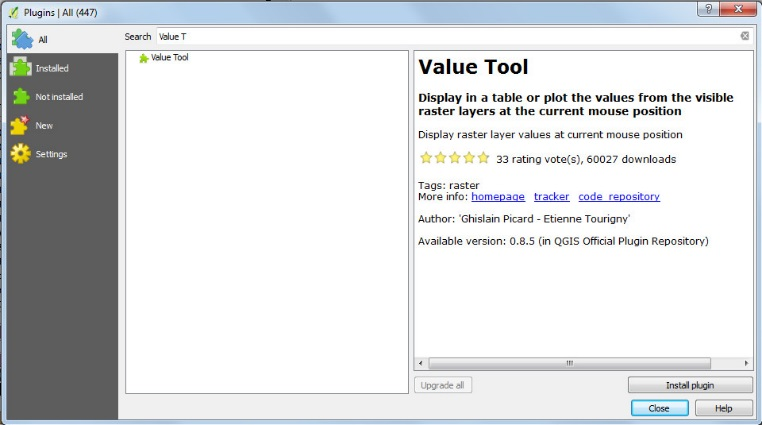 Plugins | All (447)
All
Installed
Not installed
New
Settings
Search Value T
Value Tool
Value Tool
Display in a table or plot the values from the visible
raster layers at the current mouse position
Display raster layer values at current mouse position
33 rating vote(s), 60027 downloads
Tags: raster
More info: homepage tracker code_repository
Author: 'Ghislain Picard - Etienne Tourigny'
Available version: 0.8.5 (in QGIS Official Plugin Repository)
Upgrade all
Install plugin
Close
Help